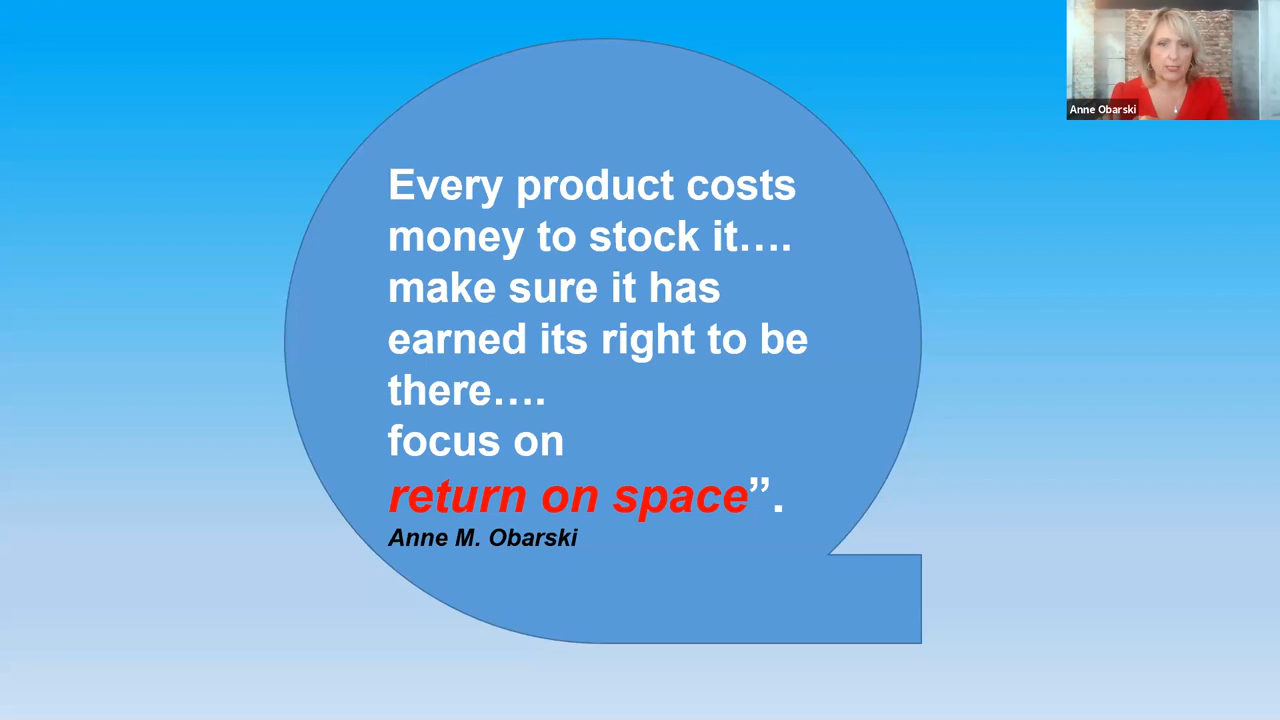 Every product costs
money to stock it….
make sure it has
earned its right to be
there….
focus on
return on space”.
Anne M. Obarski
Anne Obarski